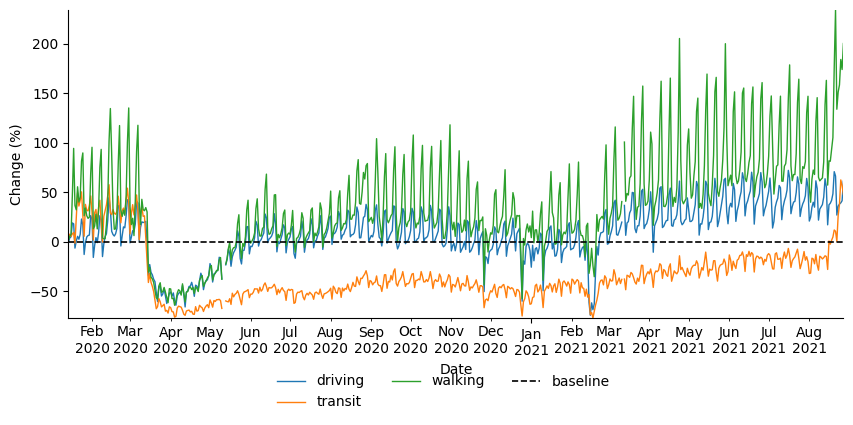 200
150
100
50
0
−50
Change (%)
Feb Mar Apr May Jun Jul Aug Sep Oct Nov Dec Jan Feb Mar Apr May Jun Jul Aug
2020 2020 2020 2020 2020 2020 2020 2020 2020 2020 2020 2021 2021 2021 2021 2021 2021 2021 2021
Date
driving walking baseline
transit